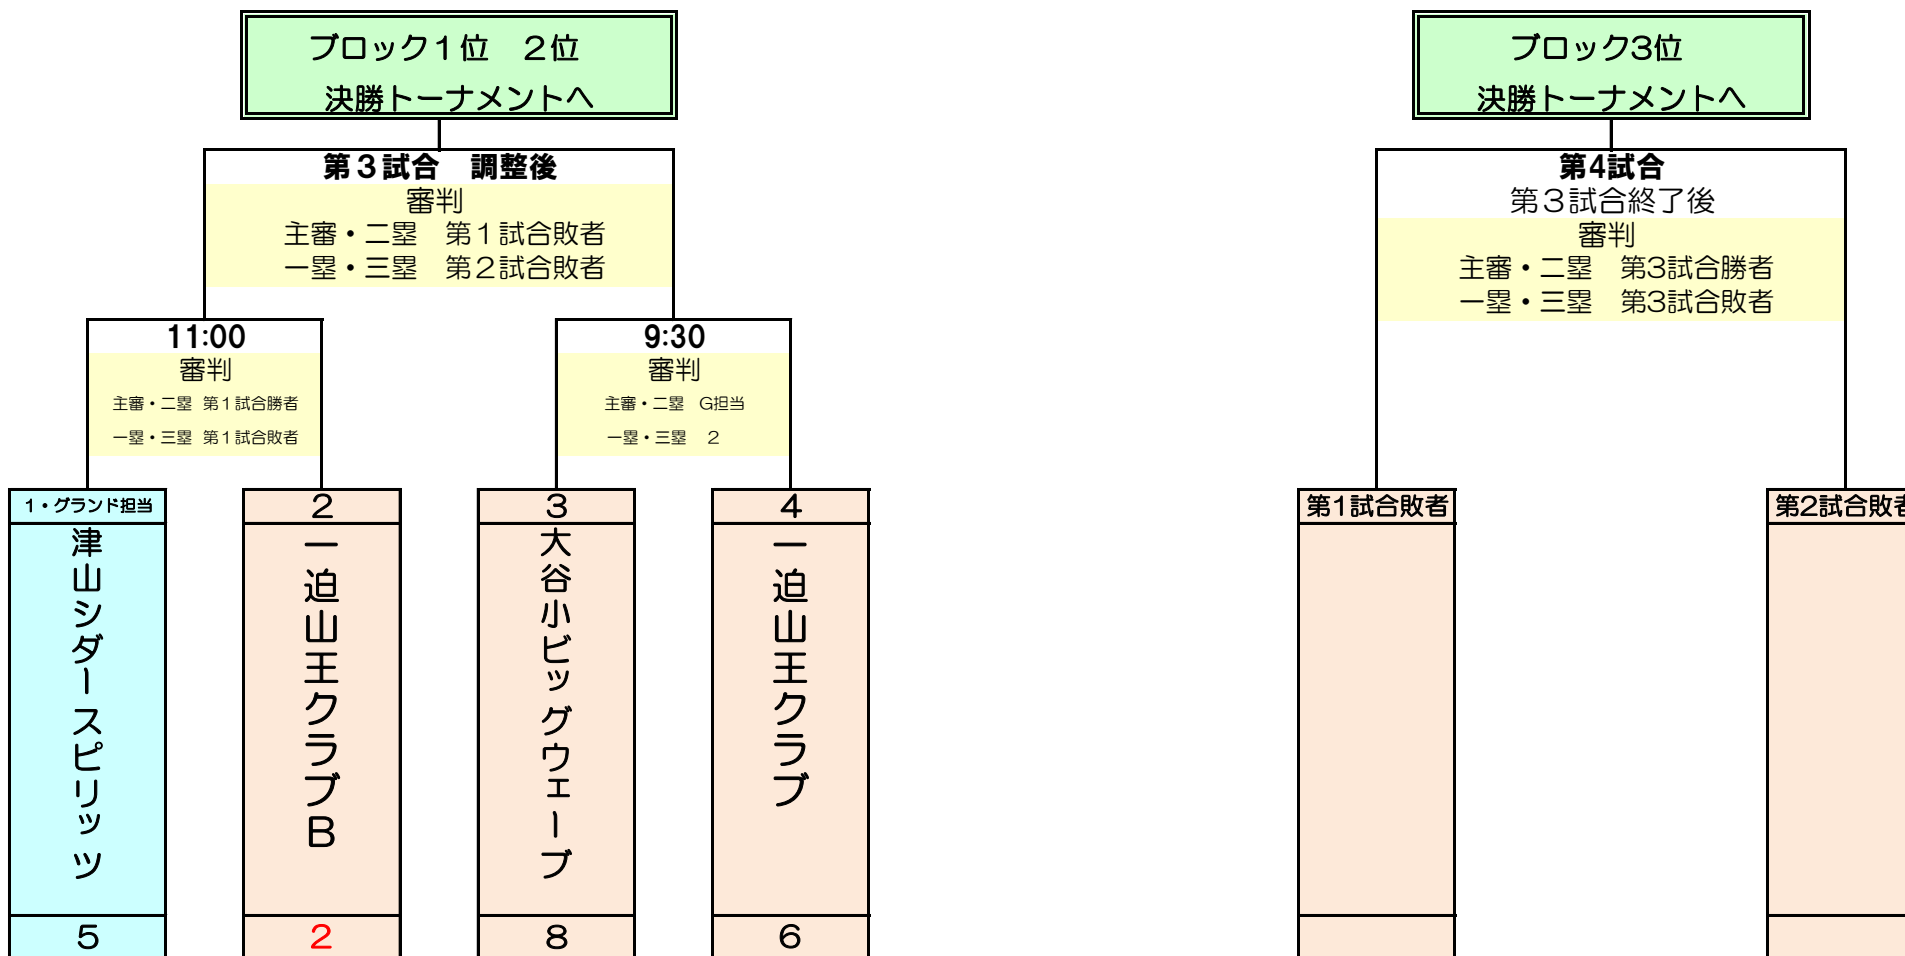 ブロック１位　２位
決勝トーナメントへ
第３試合　調整後
審判
主審・二塁　第１試合敗者
一塁・三塁　第２試合敗者
11:00
審判
主審・二塁 第１試合勝者
一塁・三塁 第１試合敗者
9:30
審判
主審・二塁　G担当
一塁・三塁　２
1・グランド担当
津山シダースピリッツ
5
2
一迫山王クラブB
2
3
大谷小ビッグウェーブ
8
4
一迫山王クラブ
6
ブロック3位
決勝トーナメントへ
第4試合
第３試合終了後
審判
主審・二塁　第3試合勝者
一塁・三塁　第3試合敗者
第1試合敗者
第2試合敗者